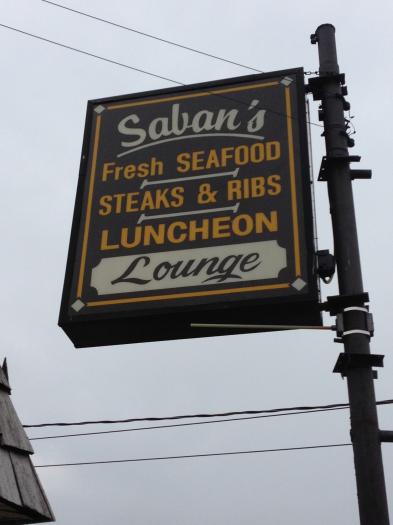 Saban's
Fresh SEAFOOD
STEAKS & RIBS
LUNCHEON
Lounge